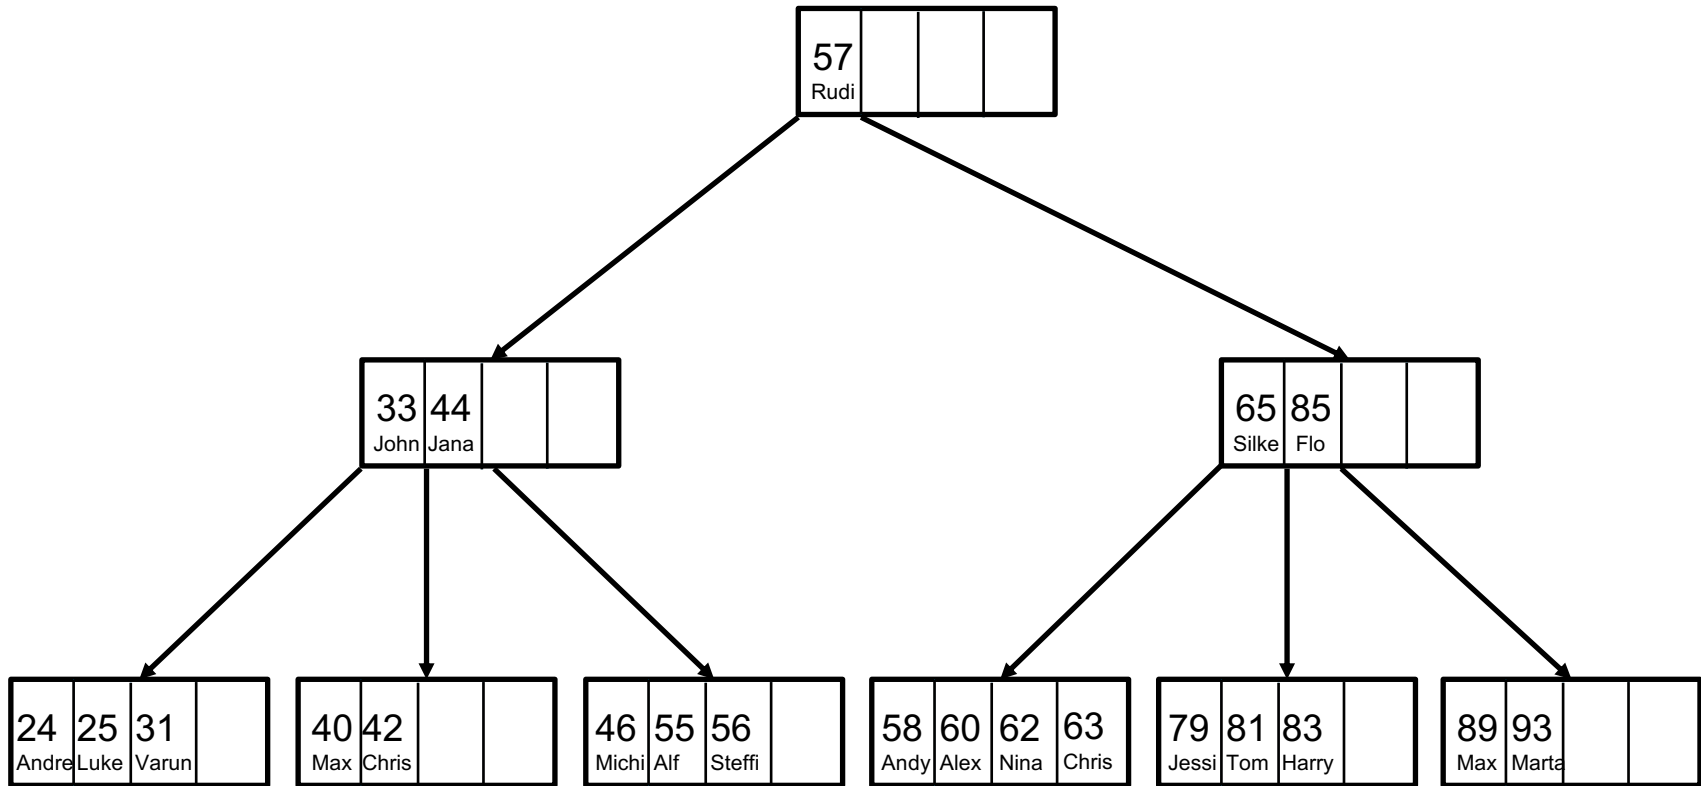 57
Rudi
33 44
John Jana
65 85
Silke Flo
24 25 31
Andre Luke Varun
40 42
Max Chris
46 55 56
Michi Alf Steffi
58 60 62 63
Andy Alex Nina Chris
79 81 83
Jessi Tom Harry
89 93
Max Marta